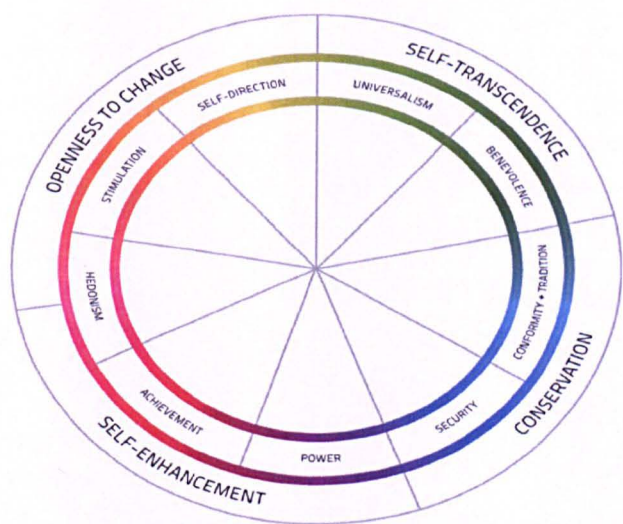 OPENNESS TO CHANGE
SELF-TRANSCENDENCE
SELF-DIRECTION
UNIVERSALISM
STIMULATION
BENEVOLENCE
HEDONISM
CONFORMITY • TRADITION
ACHIEVEMENT
SECURITY
POWER
SELF-ENHANCEMENT
CONSERVATION